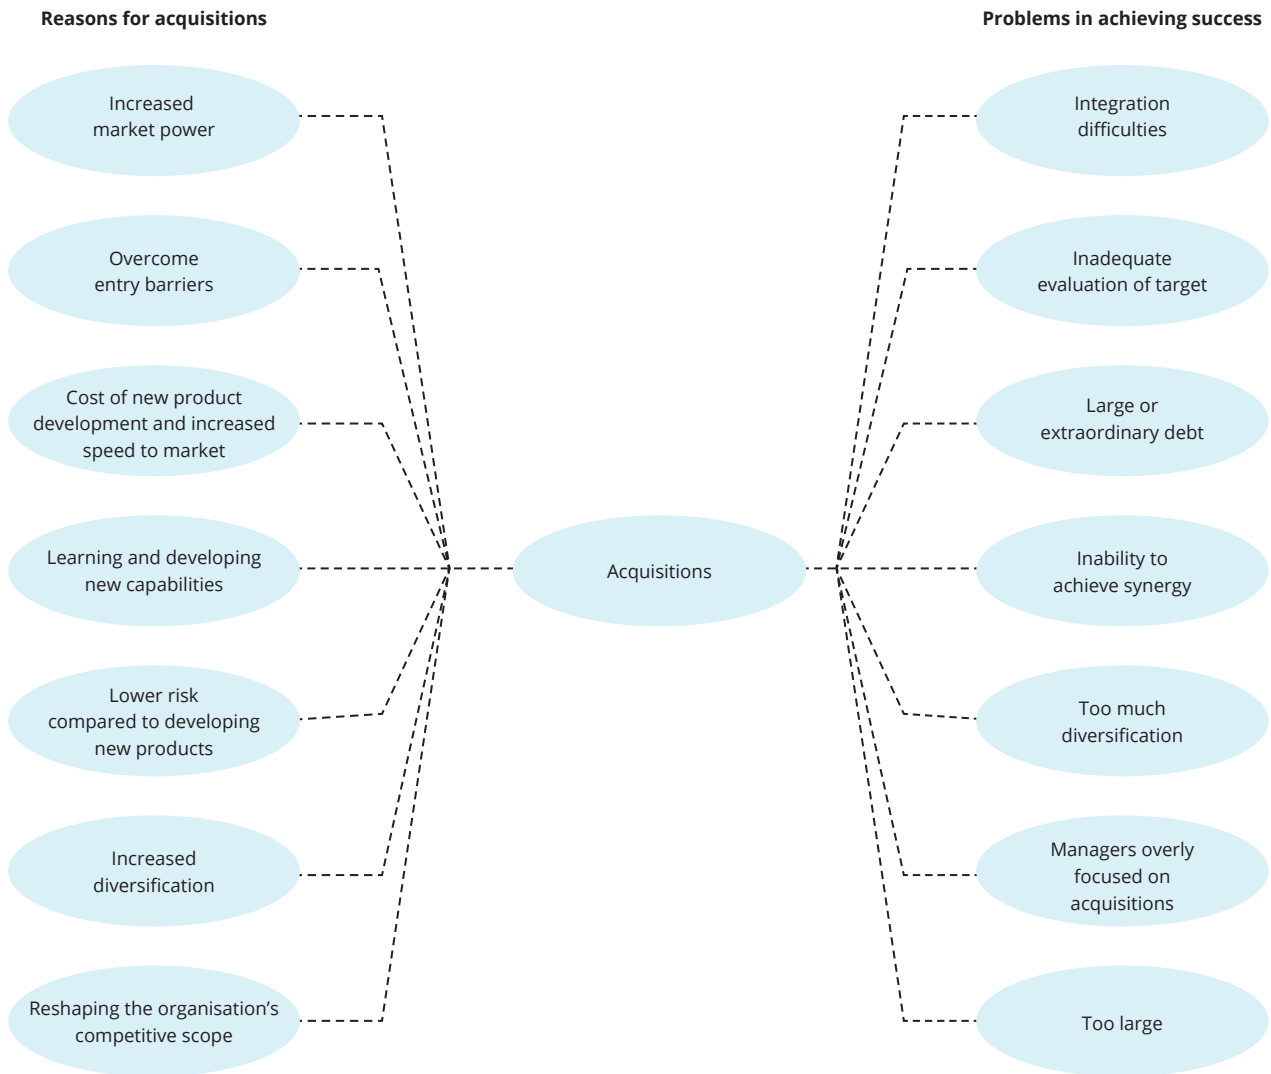 Reasons for acquisitions
Increased
market power
Overcome
entry barriers
Cost of new product
development and increased
speed to market
Learning and developing
new capabilities
Lower risk
compared to developing
new products
Increased
diversification
Reshaping the organisation’s
competitive scope
Acquisitions
Problems in achieving success
Integration
difficulties
Inadequate
evaluation of target
Large or
extraordinary debt
Inability to
achieve synergy
Too much
diversification
Managers overly
focused on
acquisitions
Too large